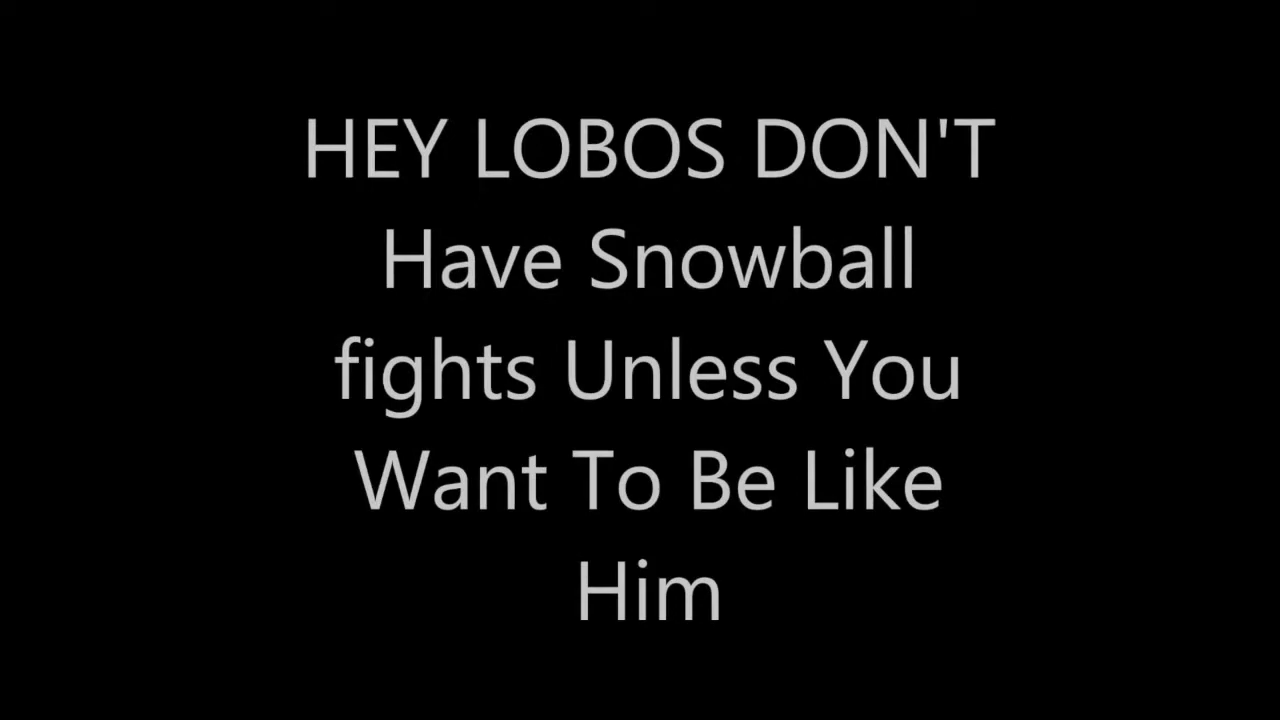 HEY LOBOS DON'T
Have Snowball
fights Unless You
Want To Be Like
Him